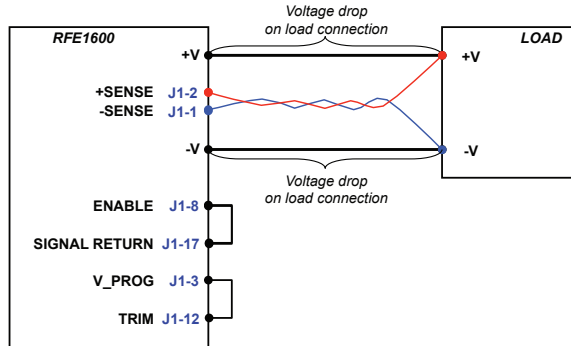 Voltage drop
on load connection
RFE1600
LOAD
+V
+V
+SENSE J1-2
-SENSE J1-1
-V
-V
Voltage drop
on load connection
ENABLE J1-8
SIGNAL RETURN J1-17
V_PROG J1-3
TRIM J1-12